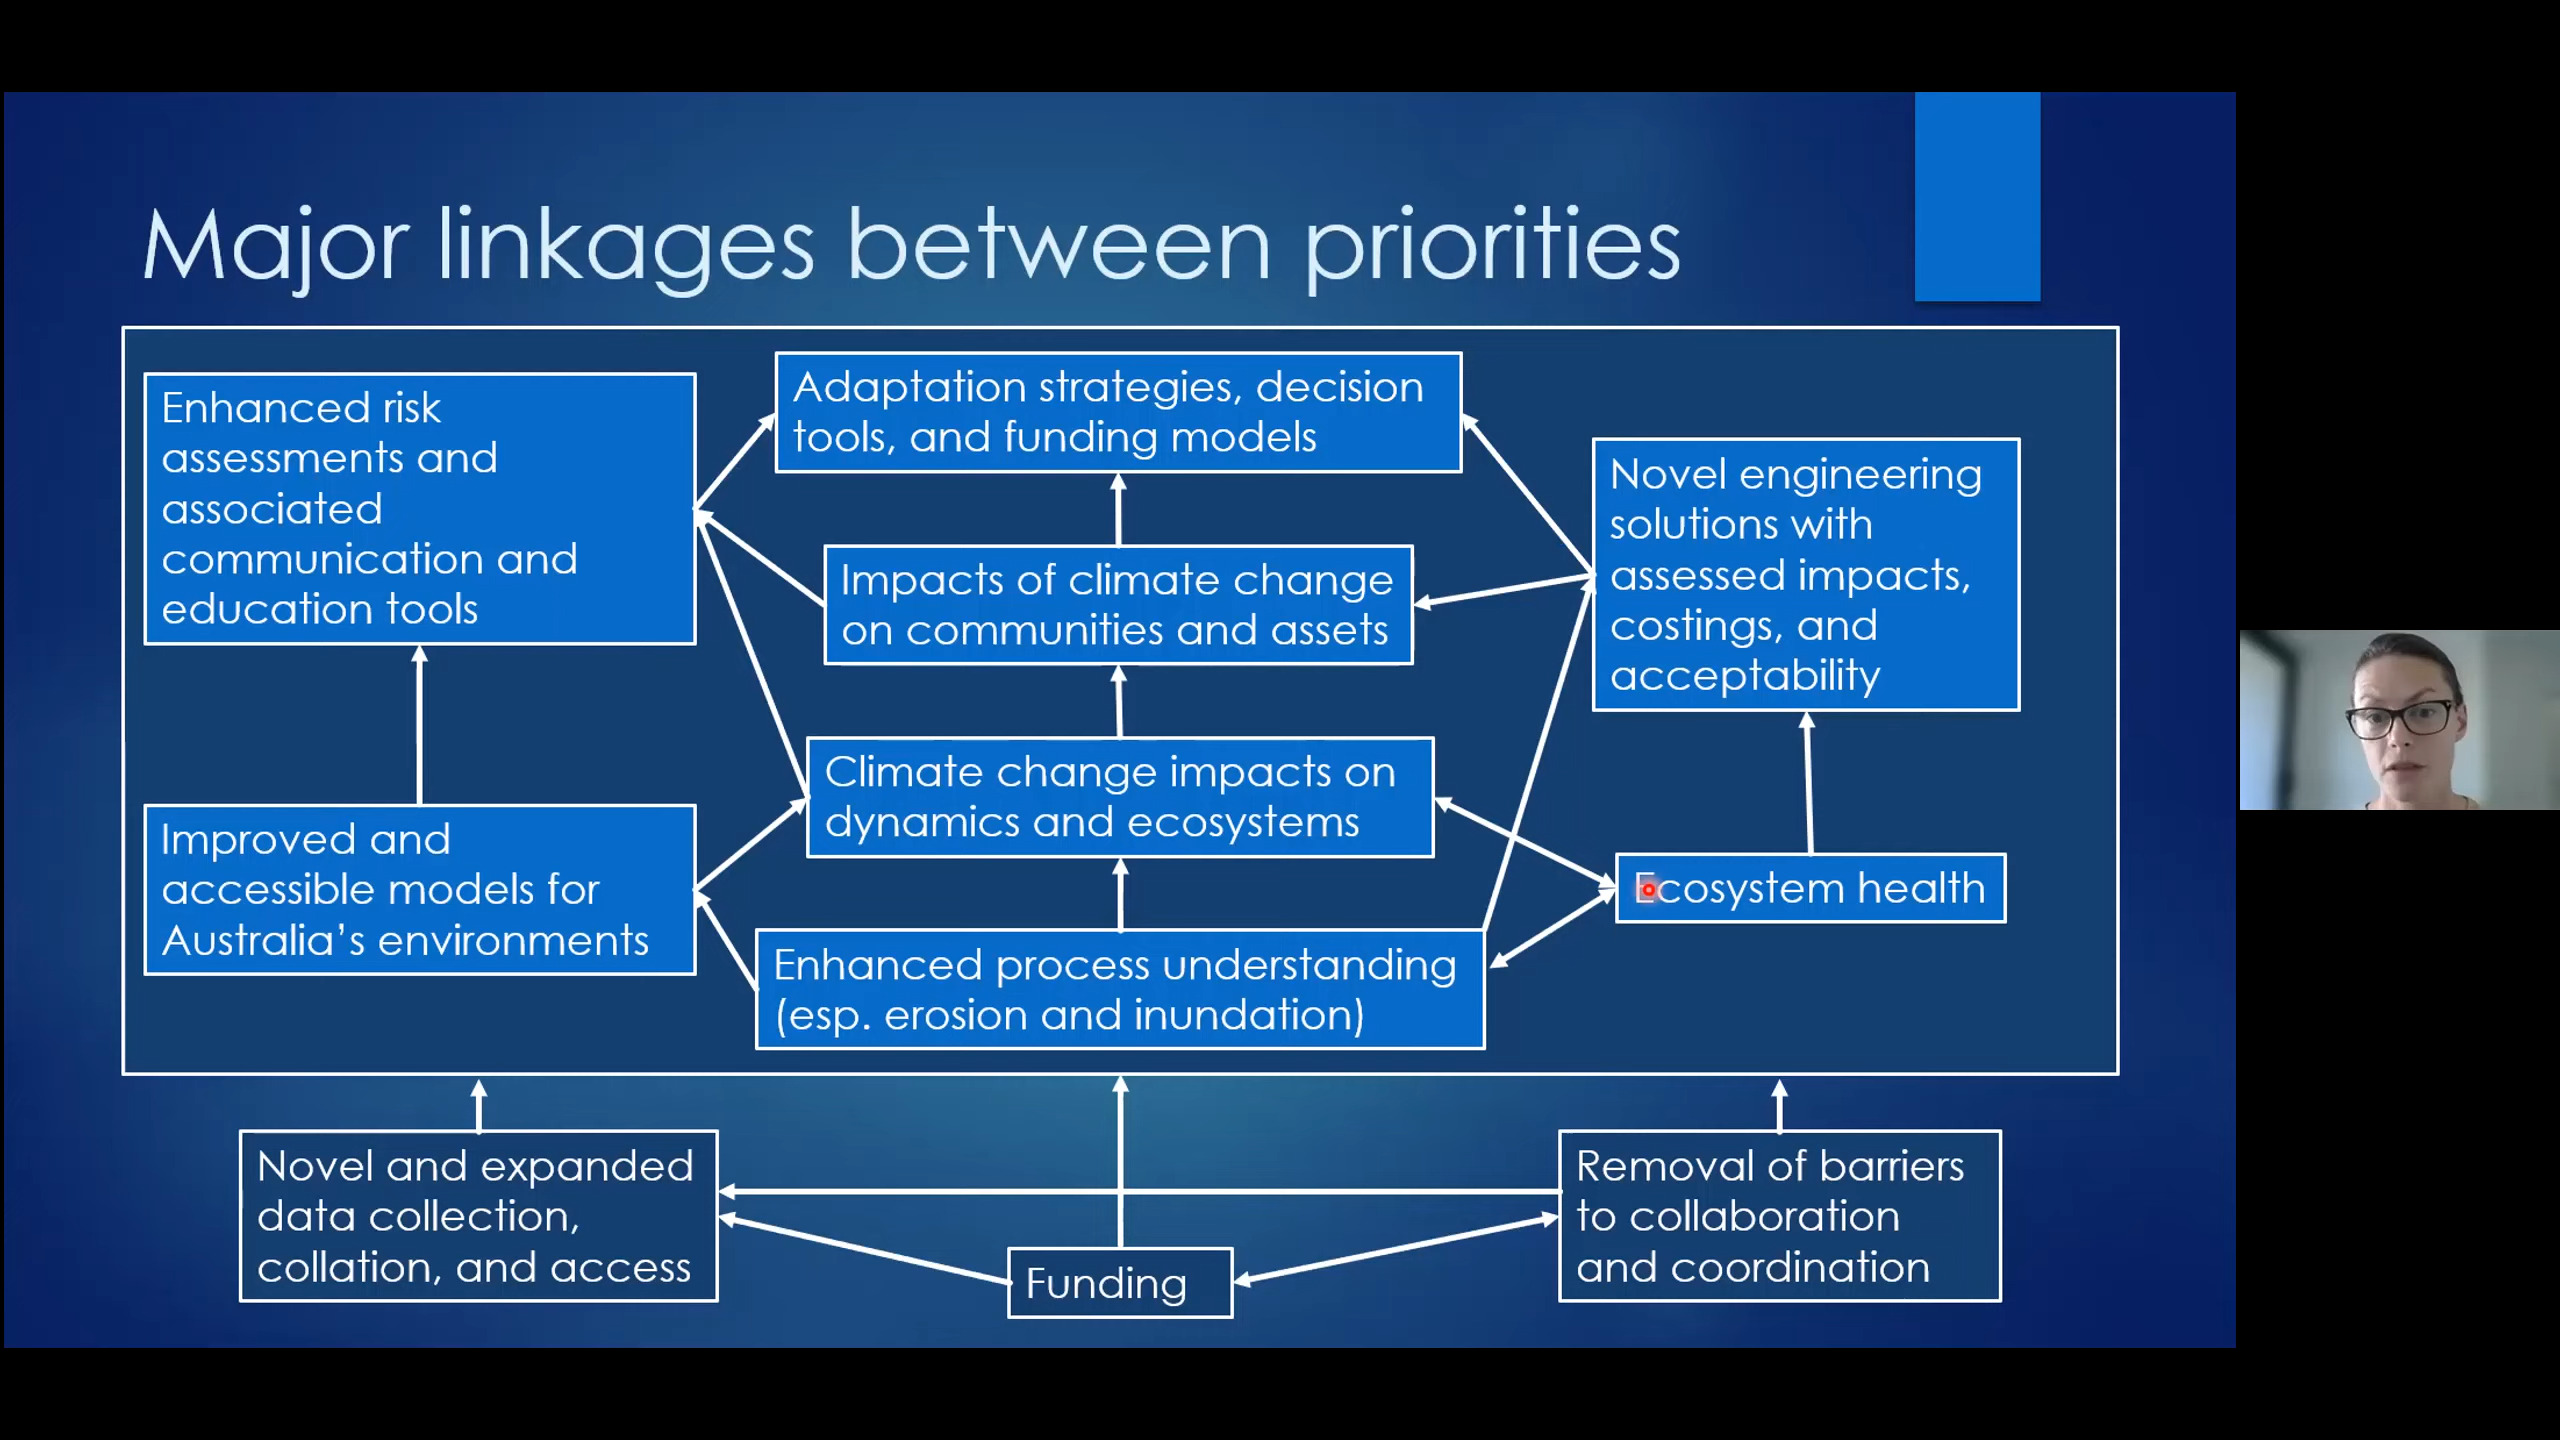 Major linkages between priorities
Enhanced risk
assessments and
associated
communication and
education tools
Adaptation strategies, decision
tools, and funding models
Novel engineering
solutions with
assessed impacts,
costings, and
acceptability
Impacts of climate change
on communities and assets
Climate change impacts on
dynamics and ecosystems
Improved and
accessible models for
Australia’s environments
Ecosystem health
Enhanced process understanding
(esp. erosion and inundation)
Novel and expanded
data collection,
collation, and access
Funding
Removal of barriers
to collaboration
and coordination